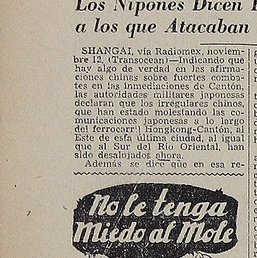 Los Nipones Dicen
a los que Atacaban
SHANGAI, vía Radiomex, noviem-
bre 12, (Transocean)—Indicando que
hay algo de verdad en las afirma-
ciones chinas sobre fuertes comba-
tes en las inmediaciones de Cantón,
las autoridades militares japonesas
declaran que los irregulares chinos,
que han estado molestando las co-
municaciones japonesas a lo largo
del ferrocarril Hongkong-Cantón, al
Este de ésta última ciudad, al igual
que al Sur del Río Oriental, han
sido desalojados ahora.
Además se dice que en esa re-
No le tenga
Miedo al Mole